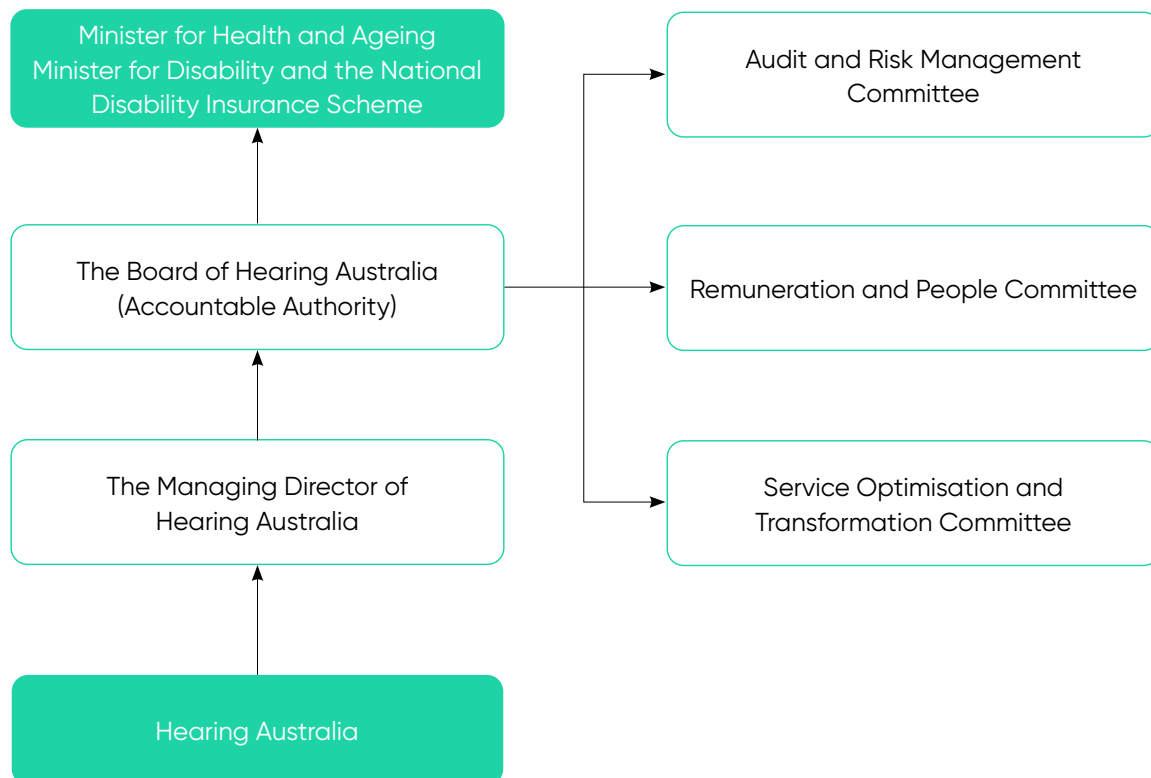 Minister for Health and Ageing
Minister for Disability and the National
Disability Insurance Scheme
Audit and Risk Management
Committee
The Board of Hearing Australia
(Accountable Authority)
Remuneration and People Committee
The Managing Director of
Hearing Australia
Service Optimisation and
Transformation Committee
Hearing Australia